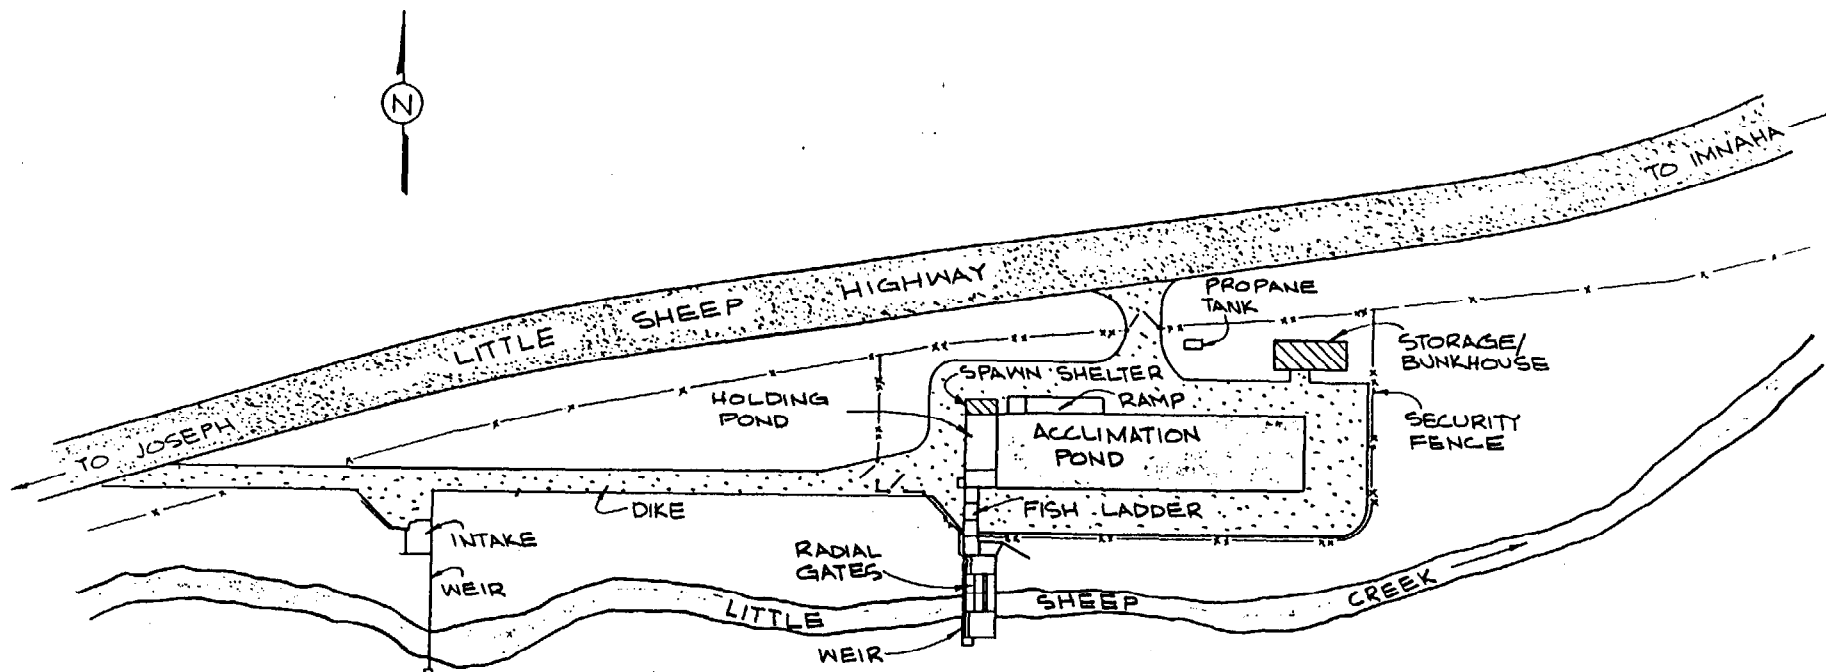 N
TO IMNAHA
LITTLE SHEEP HIGHWAY
TO JOSEPH
PROPANE
TANK
STORAGE/
BUNKHOUSE
SPAWN SHELTER
RAMP
HOLDING
POND
SECURITY
FENCE
ACCLIMATION
POND
DIKE
FISH LADDER
INTAKE
RADIAL
GATES
WEIR
LITTLE SHEEP CREEK
WEIR